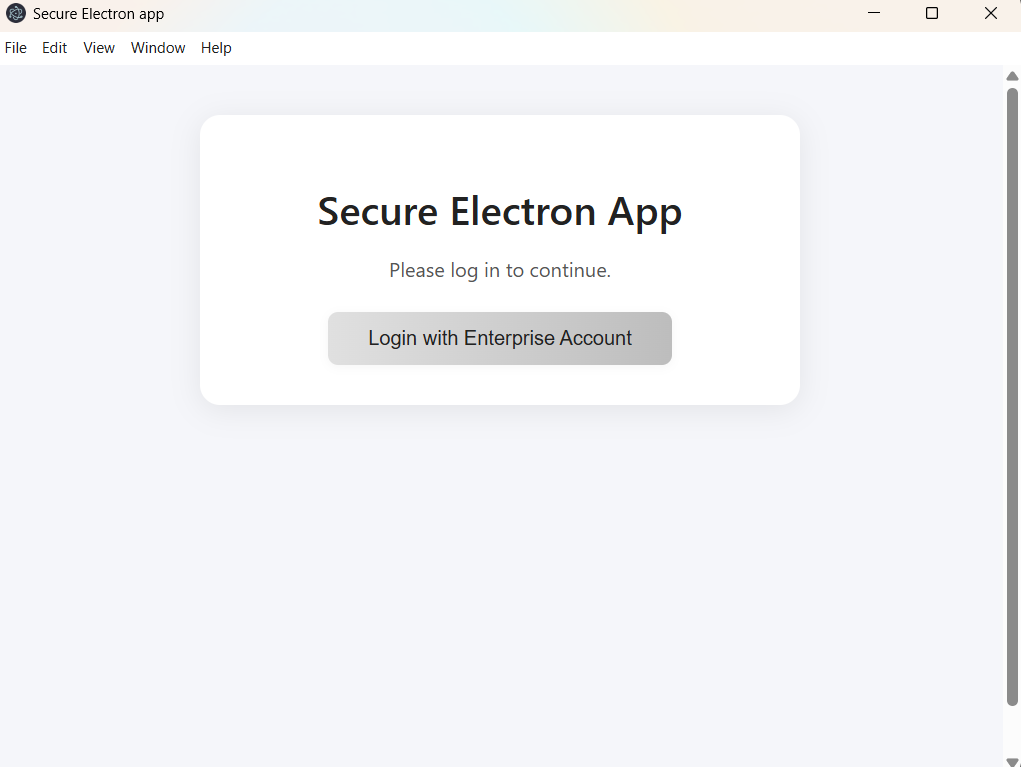 Secure Electron app
File Edit View Window Help
Secure Electron App
Please log in to continue.
Login with Enterprise Account